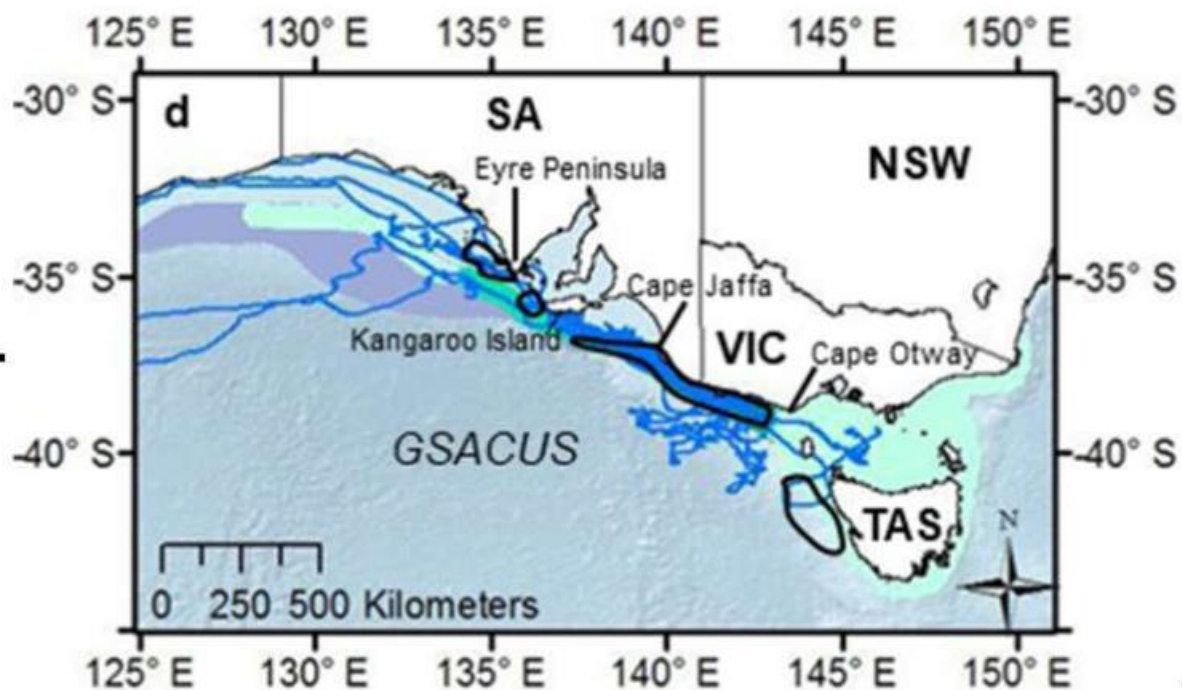 125° E 130° E 135° E 140° E 145° E 150° E
-30° S d SA -30° S
Eyre Peninsula NSW
-35° S Cape Jaffa -35° S
Kangaroo Island VIC Cape Otway
-40° S GSACUS -40° S
TAS N
0 250 500 Kilometers
125° E 130° E 135° E 140° E 145° E 150° E